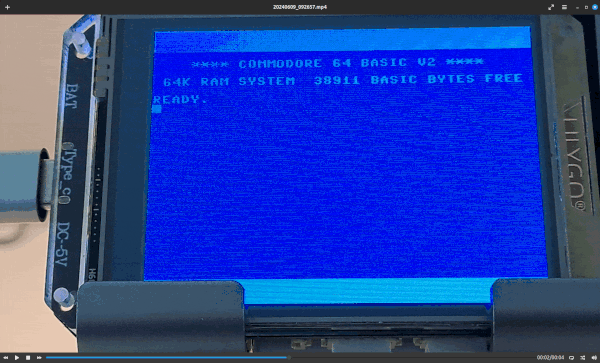 20240609_092657.mp4
**** COMMODORE 64 BASIC V2 ****
64K RAM SYSTEM  38911 BASIC BYTES FREE
READY.
BAT
Type_c
DC-5V
LILYGO®
00:02/00:04